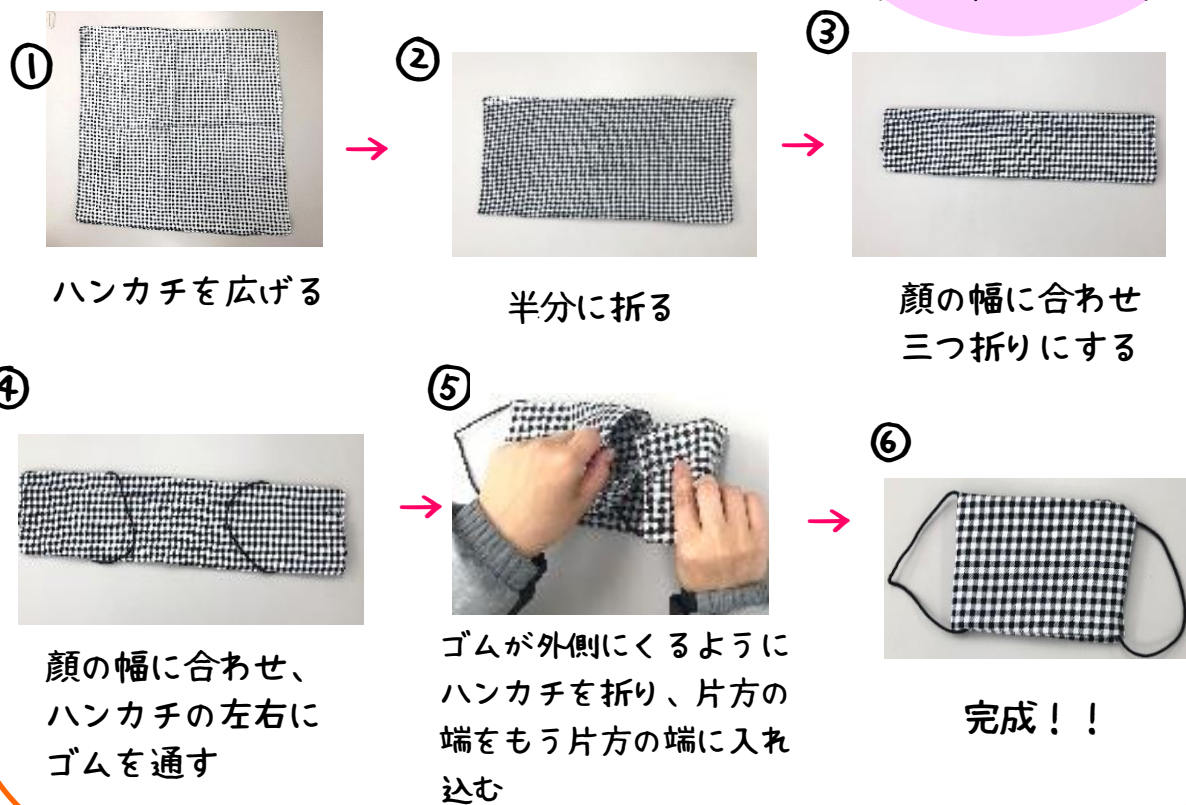 ①
ハンカチを広げる
②
半分に折る
③
顔の幅に合わせ
三つ折りにする
④
顔の幅に合わせ、
ハンカチの左右に
ゴムを通す
⑤
ゴムが外側にくるように
ハンカチを折り、片方の
端をもう片方の端に入れ
込む
⑥
完成！！